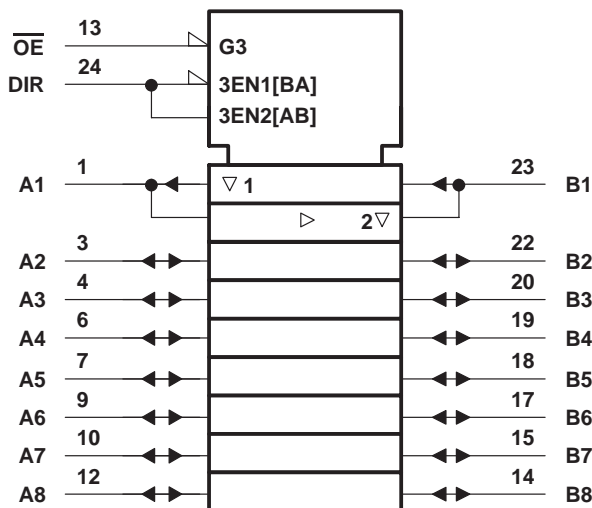 OE 13 G3
DIR 24 3EN1[BA]
3EN2[AB]
A1 1 ▽ 1 23 B1
▷ 2▽
A2 3 22 B2
A3 4 20 B3
A4 6 19 B4
A5 7 18 B5
A6 9 17 B6
A7 10 15 B7
A8 12 14 B8